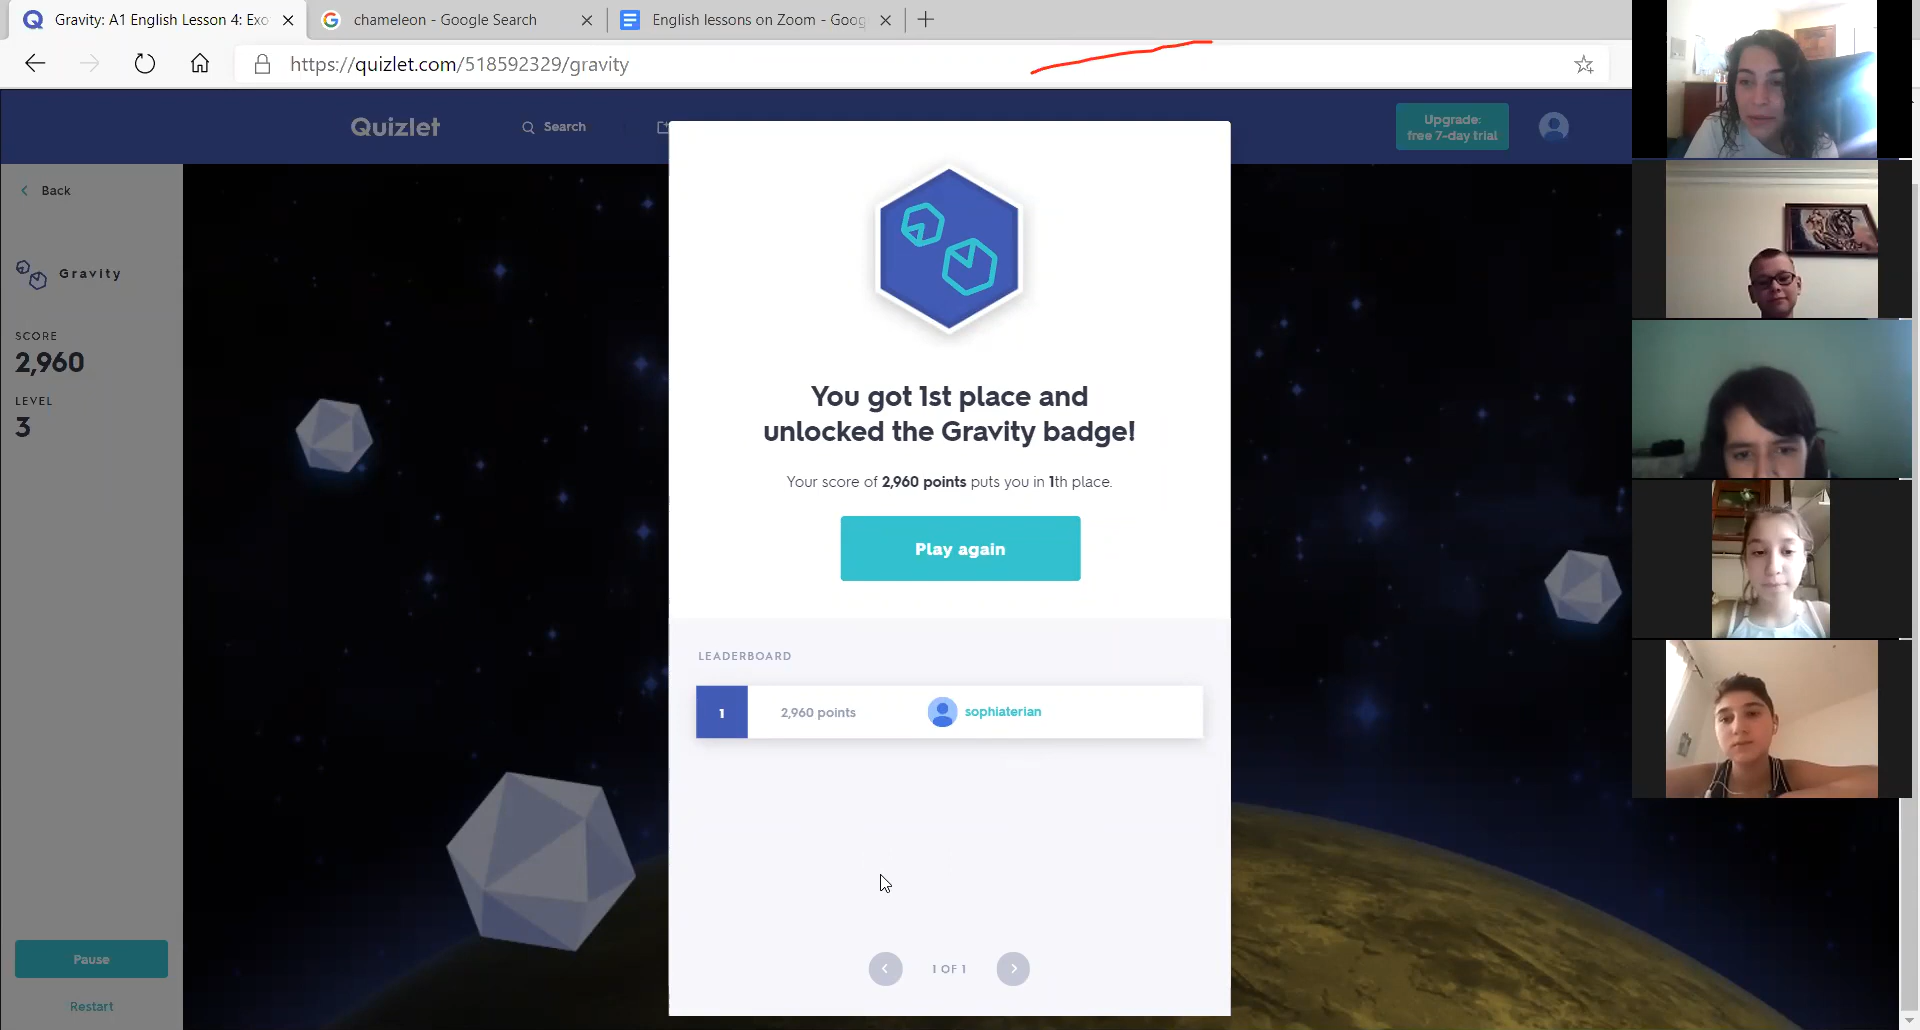 Gravity: A1 English Lesson 4: Exo
chameleon - Google Search
English lessons on Zoom - Goog
https://quizlet.com/518592329/gravity
Quizlet
Search
Upgrade:
free 7-day trial
Back
Gravity
SCORE
2,960
LEVEL
3
You got 1st place and
unlocked the Gravity badge!
Your score of 2,960 points puts you in 1th place.
Play again
LEADERBOARD
1 2,960 points sophiaterian
1 OF 1
Pause
Restart